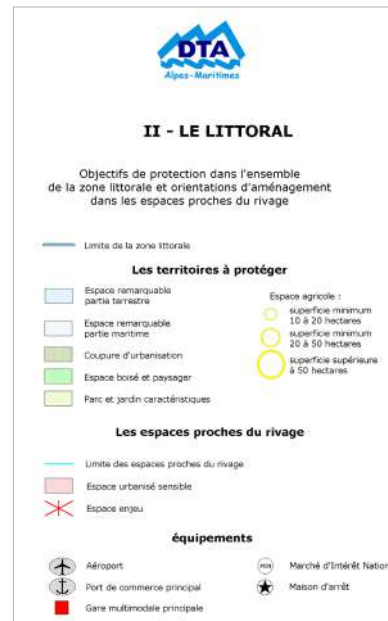 DTA
Alpes-Maritimes
II - LE LITTORAL
Objectifs de protection dans l'ensemble
de la zone littorale et orientations d'aménagement
dans les espaces proches du rivage
Limite de la zone littorale
Les territoires à protéger
Espace remarquable
partie terrestre
Espace remarquable
partie maritime
Coupure d'urbanisation
Espace boisé et paysager
Parc et jardin caractéristiques
Espace agricole :
superficie minimum
10 à 20 hectares
superficie minimum
20 à 50 hectares
superficie supérieure
à 50 hectares
Les espaces proches du rivage
Limite des espaces proches du rivage
Espace urbanisé sensible
Espace enjeu
équipements
Aéroport
Port de commerce principal
Gare multimodale principale
MIN
Marché d'Intérêt Nation
Maison d'arrêt